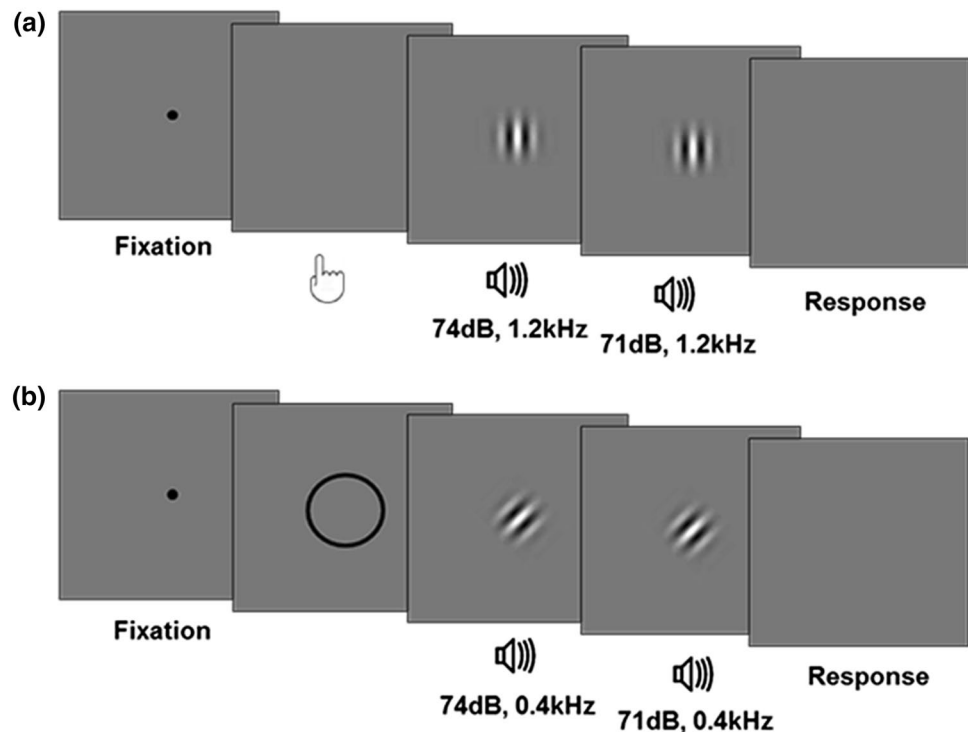 (a)
Fixation
74dB, 1.2kHz
71dB, 1.2kHz
Response
(b)
Fixation
74dB, 0.4kHz
71dB, 0.4kHz
Response